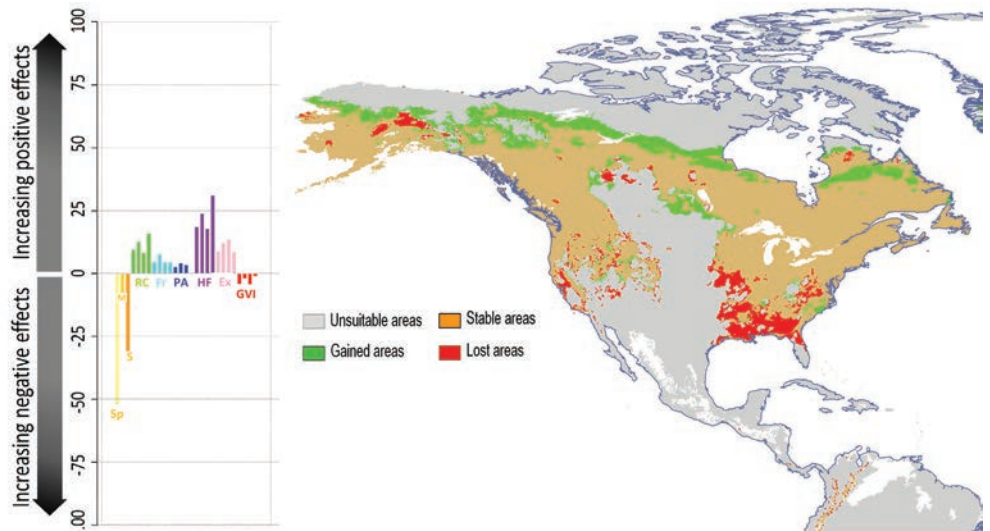 Increasing positive effects
Increasing negative effects
100
75
50
25
0
-25
-50
-75
.00
RC
Fr
PA
HF
Ex
GVI
M
S
Sp
Unsuitable areas
Stable areas
Gained areas
Lost areas